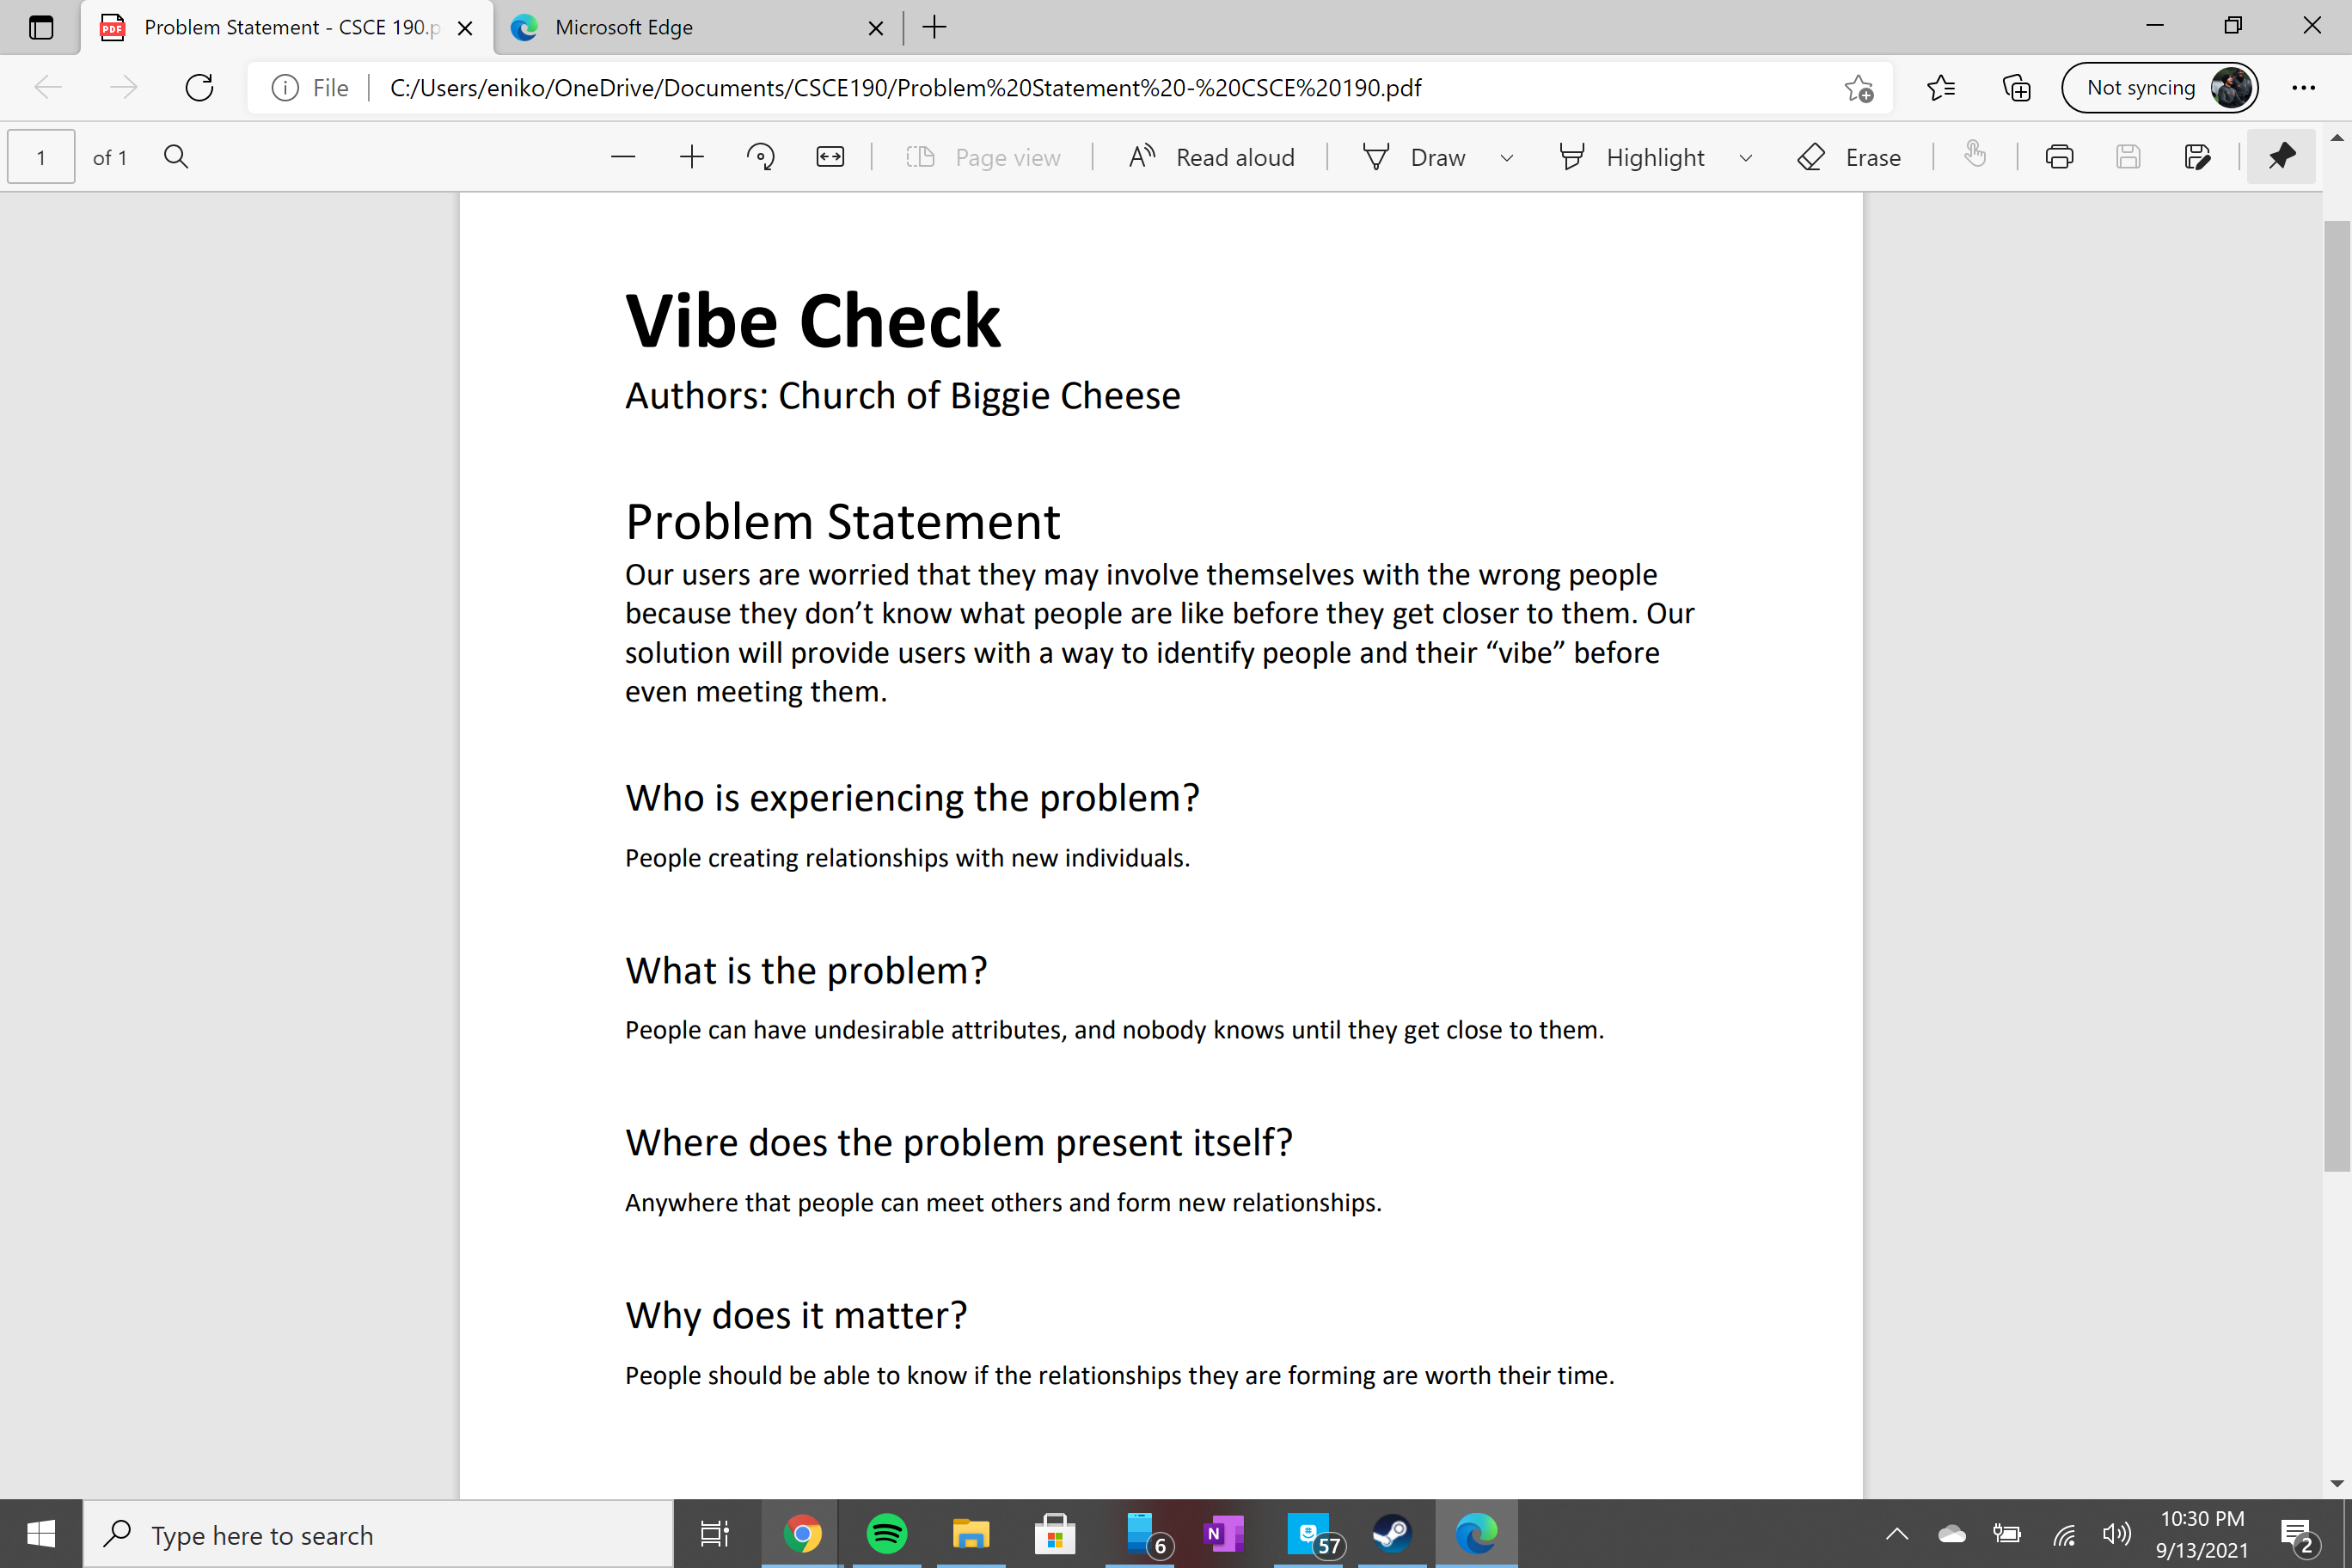 Problem Statement - CSCE 190.p
Microsoft Edge
File
C:/Users/eniko/OneDrive/Documents/CSCE190/Problem%20Statement%20-%20CSCE%20190.pdf
Not syncing
1 of 1
Page view
Read aloud
Draw
Highlight
Erase
Vibe Check
Authors: Church of Biggie Cheese
Problem Statement
Our users are worried that they may involve themselves with the wrong people
because they don’t know what people are like before they get closer to them. Our
solution will provide users with a way to identify people and their “vibe” before
even meeting them.
Who is experiencing the problem?
People creating relationships with new individuals.
What is the problem?
People can have undesirable attributes, and nobody knows until they get close to them.
Where does the problem present itself?
Anywhere that people can meet others and form new relationships.
Why does it matter?
People should be able to know if the relationships they are forming are worth their time.
Type here to search
6
N
57
10:30 PM
9/13/2021
2